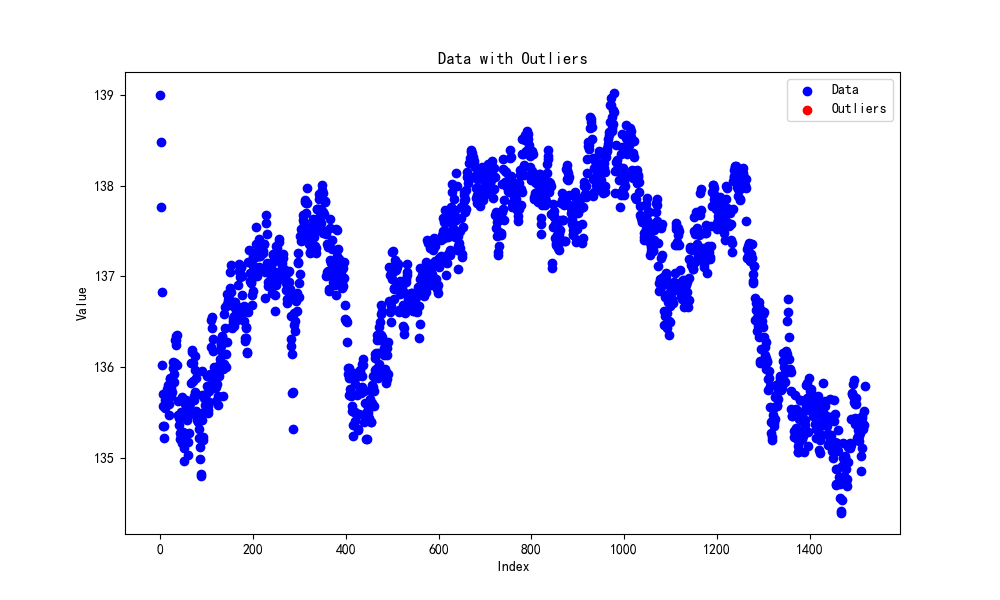 Data with Outliers
Data
Outliers
139
138
137
136
135
Value
0 200 400 600 800 1000 1200 1400
Index